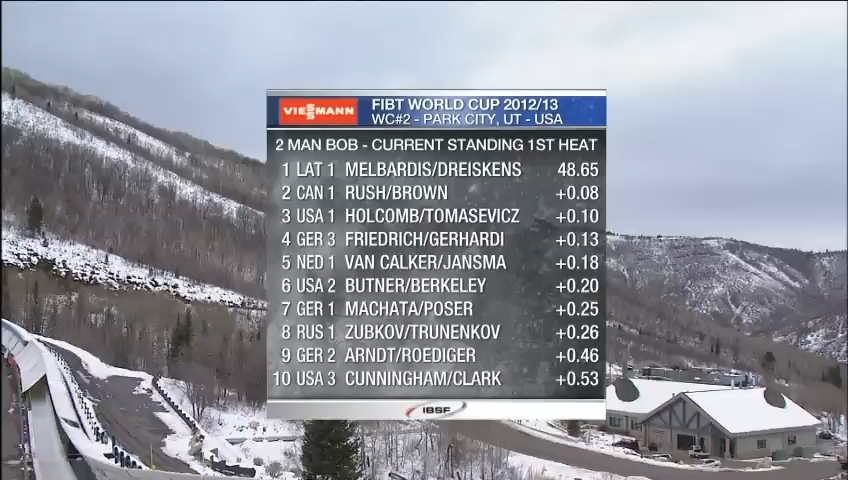 VIESSMANN
FIBT WORLD CUP 2012/13
WC#2 - PARK CITY, UT - USA
2 MAN BOB - CURRENT STANDING 1ST HEAT
1 LAT 1 MELBARDIS/DREISKENS 48.65
2 CAN 1 RUSH/BROWN +0.08
3 USA 1 HOLCOMB/TOMASEVICZ +0.10
4 GER 3 FRIEDRICH/GERHARDI +0.13
5 NED 1 VAN CALKER/JANSMA +0.18
6 USA 2 BUTNER/BERKELEY +0.20
7 GER 1 MACHATA/POSER +0.25
8 RUS 1 ZUBKOV/TRUNENKOV +0.26
9 GER 2 ARNDT/ROEDIGER +0.46
10 USA 3 CUNNINGHAM/CLARK +0.53
IBSF